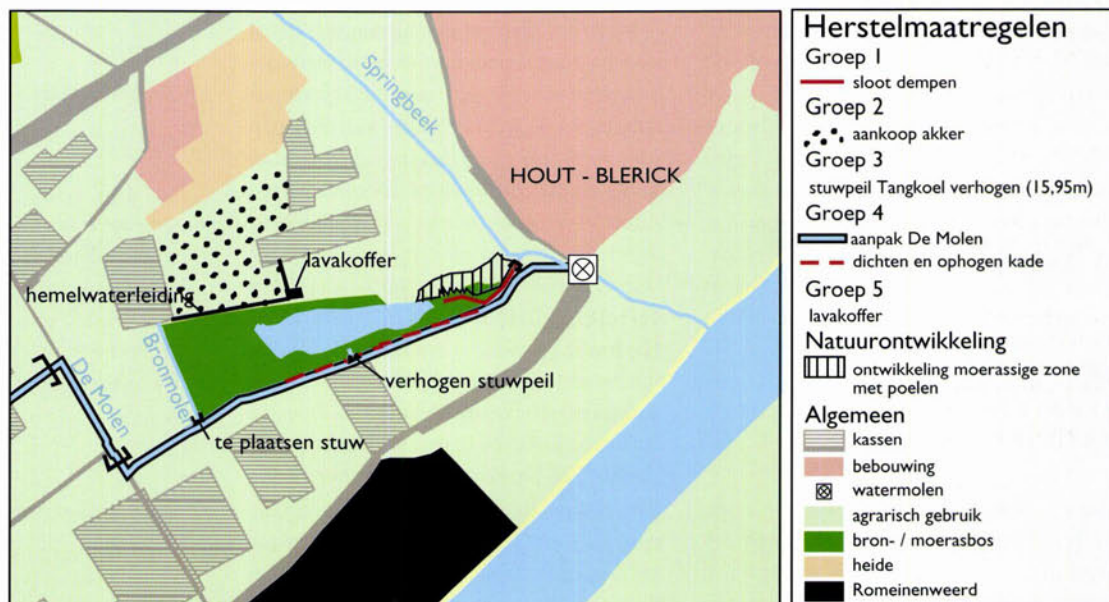 Springbeek
HOUT - BLERICK
lavakoffer
hemelwaterleiding
Bronmolen
De Molen
verhogen stuwpeil
te plaatsen stuw
Herstelmaatregelen
Groep 1
sloot dempen
Groep 2
aankoop akker
Groep 3
stuwpeil Tangkoel verhogen (15,95m)
Groep 4
aanpak De Molen
dichten en ophogen kade
Groep 5
lavakoffer
Natuurontwikkeling
ontwikkeling moerassige zone
met poelen
Algemeen
kassen
bebouwing
watermolen
agrarisch gebruik
bron- / moerasbos
heide
Romeinenweerd